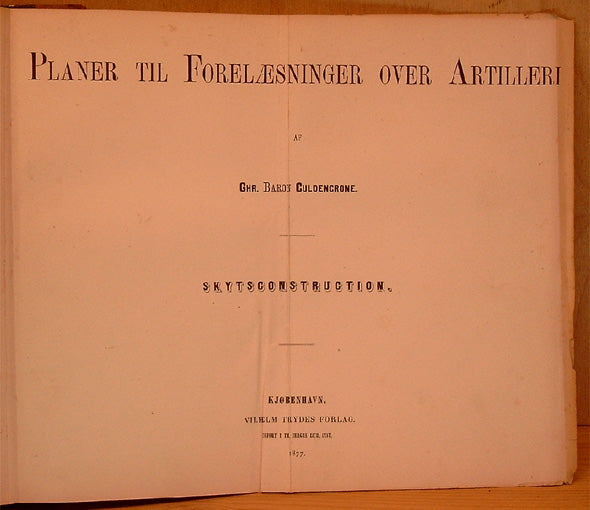 PLANER TIL FORELÆSNINGER OVER ARTILLERI
AF
CHR. BARON GULDENCRONE.
SKYTSCONSTRUCTION.
KJØBENHAVN.
VILHELM TRYDES FORLAG.
1877.